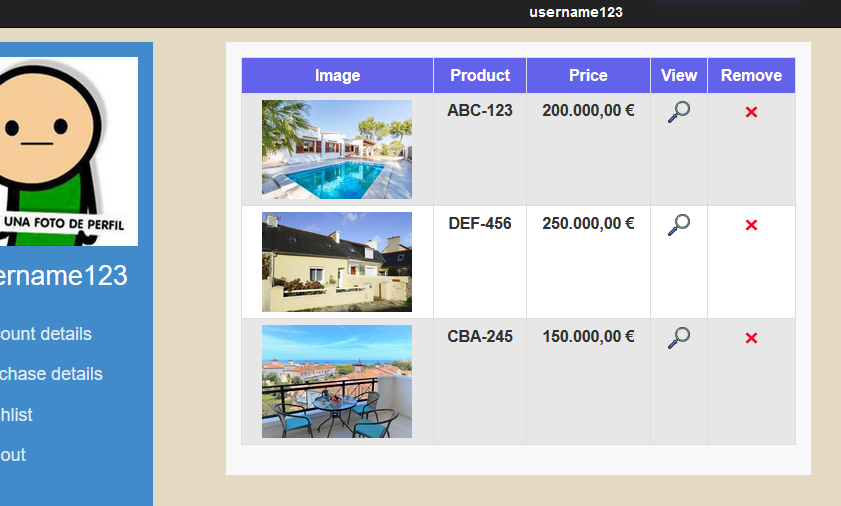 username123
UNA FOTO DE PERFIL
ername123
ount details
chase details
hlist
out
Image Product Price View Remove
ABC-123 200.000,00 €
DEF-456 250.000,00 €
CBA-245 150.000,00 €